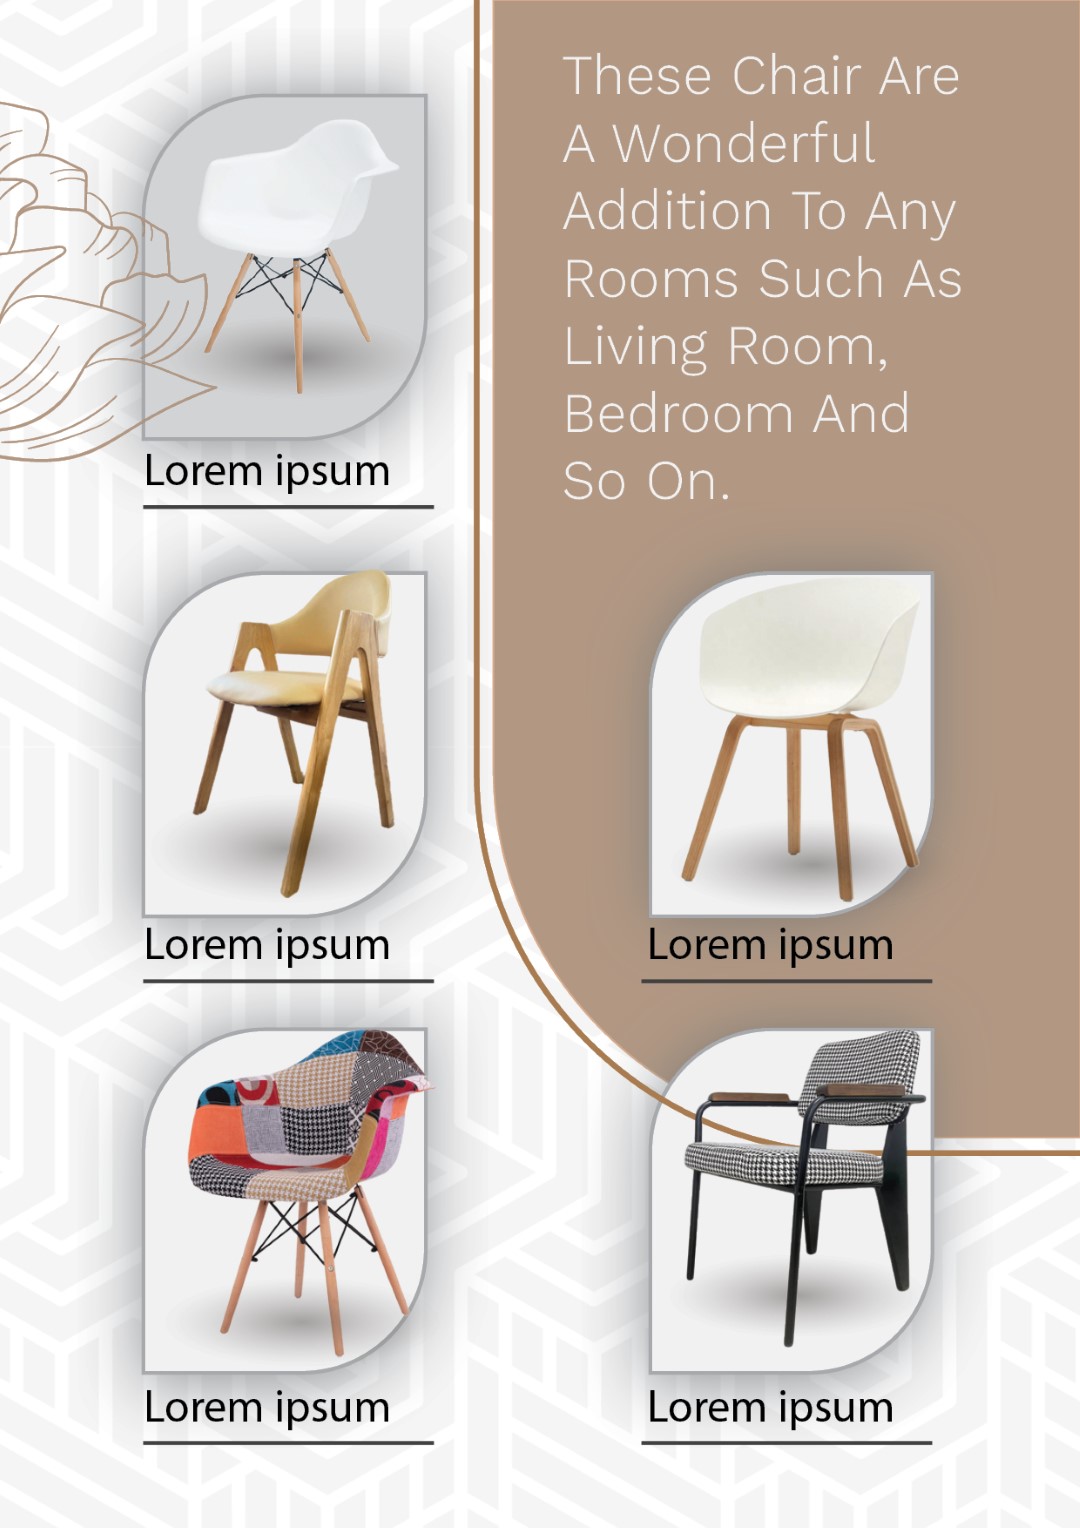 These Chair Are
A Wonderful
Addition To Any
Rooms Such As
Living Room,
Bedroom And
So On.
Lorem ipsum
Lorem ipsum
Lorem ipsum
Lorem ipsum
Lorem ipsum